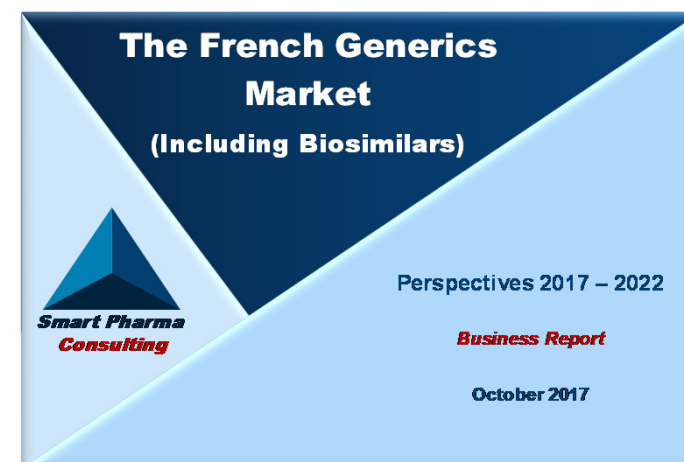 The French Generics
Market
(Including Biosimilars)
Perspectives 2017 – 2022
Smart Pharma
Consulting
Business Report
October 2017